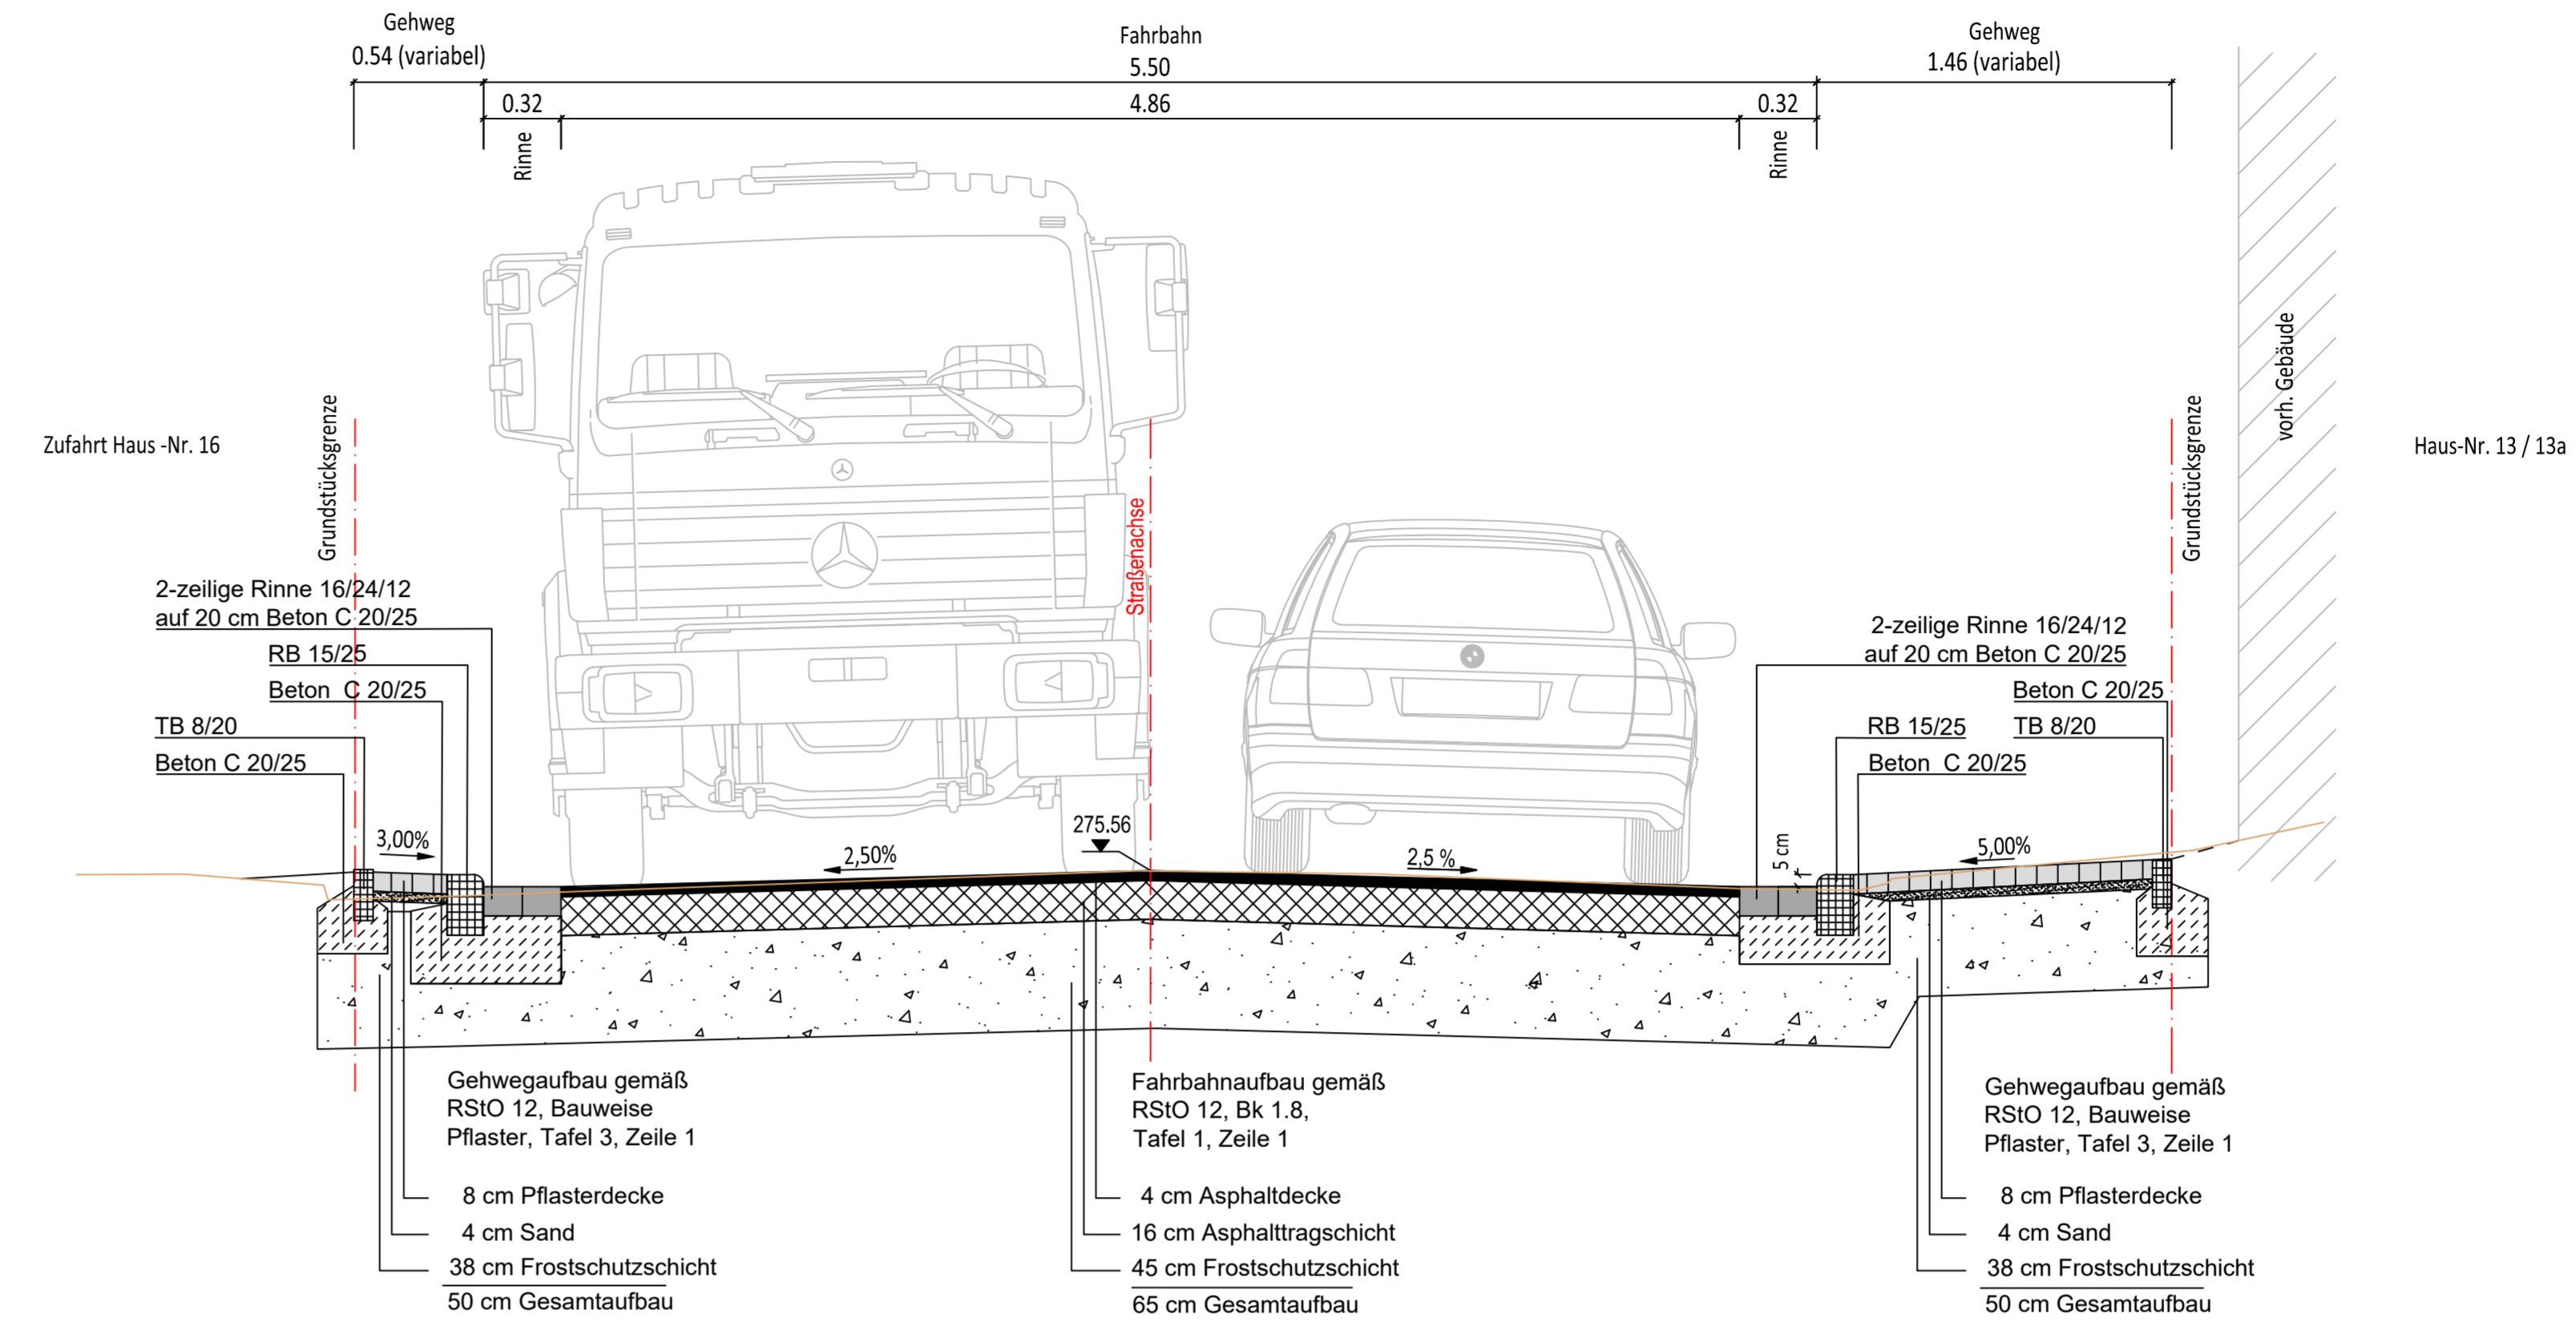 Gehweg
0.54 (variabel)
Fahrbahn
5.50
Gehweg
1.46 (variabel)
0.32
4.86
0.32
Rinne
Rinne
Zufahrt Haus -Nr. 16
Grundstücksgrenze
Straßenachse
Grundstücksgrenze
vorh. Gebäude
Haus-Nr. 13 / 13a
2-zeilige Rinne 16/24/12
auf 20 cm Beton C 20/25
RB 15/25
Beton C 20/25
TB 8/20
Beton C 20/25
2-zeilige Rinne 16/24/12
auf 20 cm Beton C 20/25
Beton C 20/25
RB 15/25
TB 8/20
Beton C 20/25
3,00%
2,50%
275.56
2,5 %
5 cm
5,00%
Gehwegaufbau gemäß
RStO 12, Bauweise
Pflaster, Tafel 3, Zeile 1
8 cm Pflasterdecke
4 cm Sand
38 cm Frostschutzschicht
50 cm Gesamtaufbau
Fahrbahnaufbau gemäß
RStO 12, Bk 1.8,
Tafel 1, Zeile 1
4 cm Asphaltdecke
16 cm Asphalttragschicht
45 cm Frostschutzschicht
65 cm Gesamtaufbau
Gehwegaufbau gemäß
RStO 12, Bauweise
Pflaster, Tafel 3, Zeile 1
8 cm Pflasterdecke
4 cm Sand
38 cm Frostschutzschicht
50 cm Gesamtaufbau